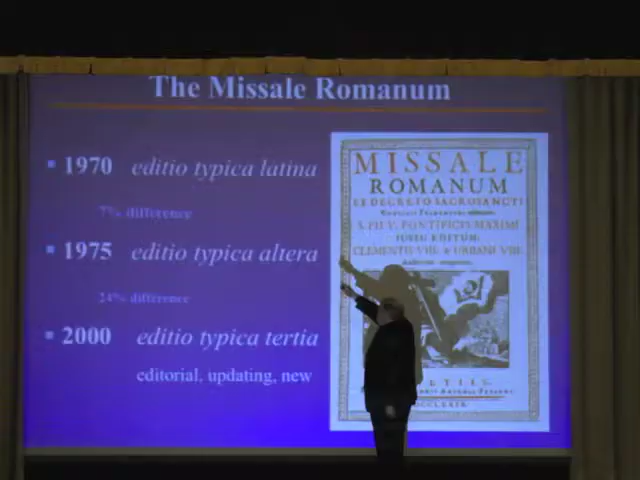 The Missale Romanum
1970 editio typica latina
7% difference
1975 editio typica altera
24% difference
2000 editio typica tertia
editorial, updating, new
MISSALE
ROMANUM
EX DECRETO SACROSANCTI
S. PII V. PONTIFICIS MAXIMI
JUSSU EDITUM,
CLEMENTIS VIII. & URBANI VIII